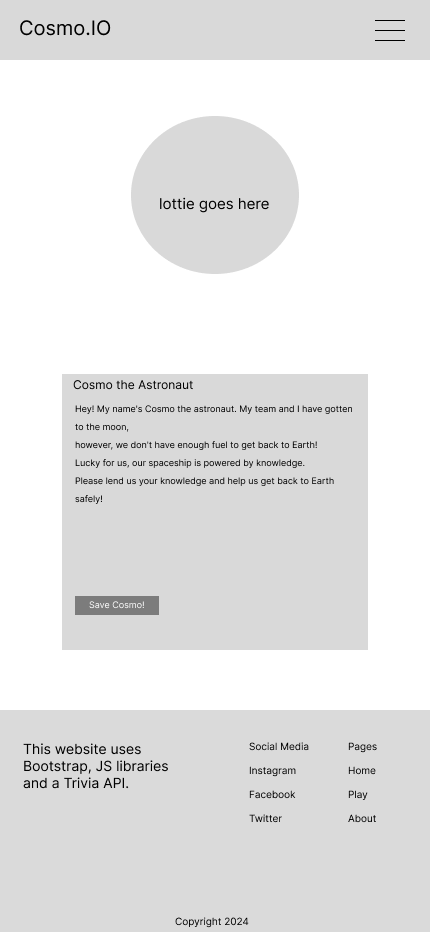 Cosmo.IO
lottie goes here
Cosmo the Astronaut
Hey! My name's Cosmo the astronaut. My team and I have gotten
to the moon,
however, we don't have enough fuel to get back to Earth!
Lucky for us, our spaceship is powered by knowledge.
Please lend us your knowledge and help us get back to Earth
safely!
Save Cosmo!
This website uses
Bootstrap, JS libraries
and a Trivia API.
Social Media
Instagram
Facebook
Twitter
Pages
Home
Play
About
Copyright 2024